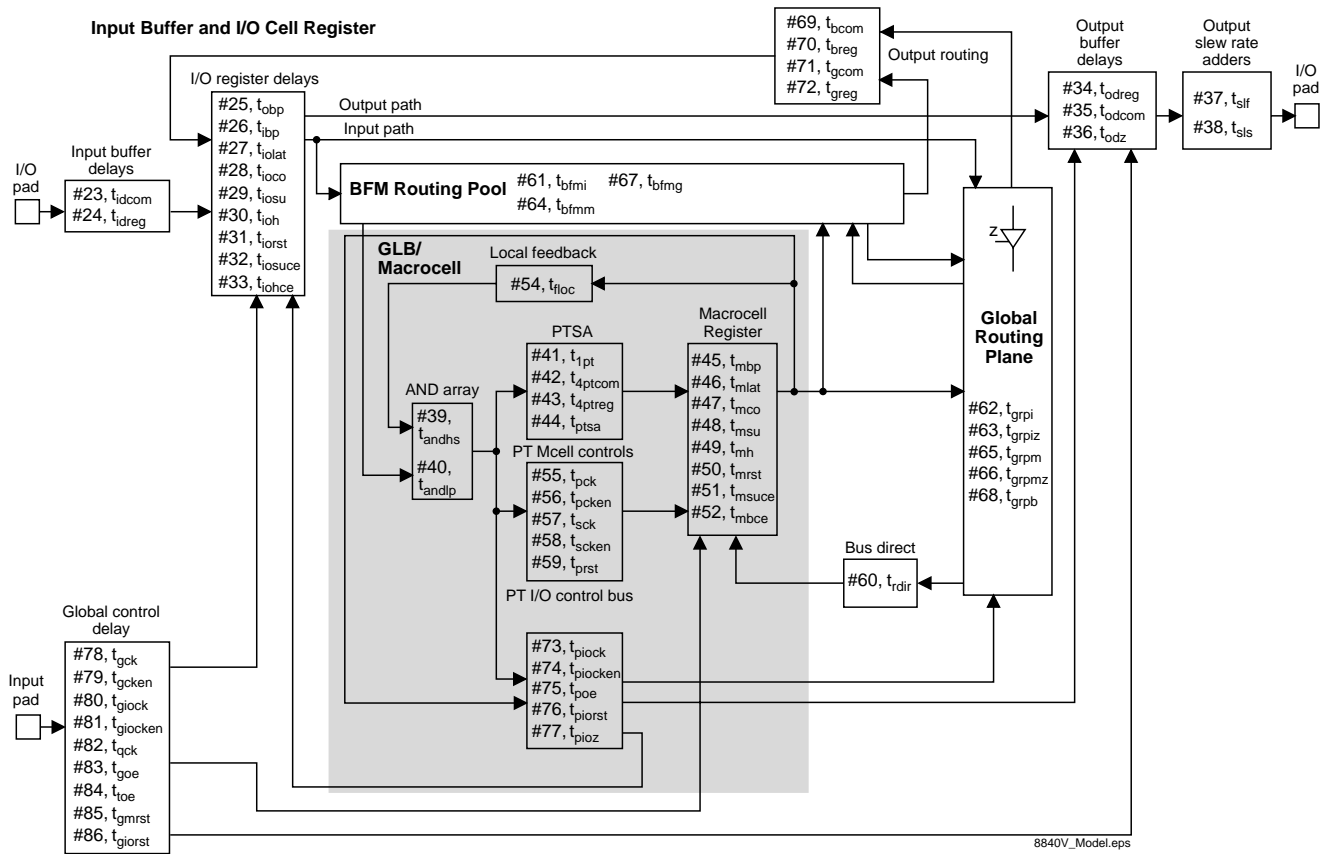 Input Buffer and I/O Cell Register
#69, tbcom
#70, tbreg
#71, tgcom
#72, tgreg
Output routing
Output
buffer
delays
#34, todreg
#35, todcom
#36, todz
Output
slew rate
adders
#37, tslf
#38, tsls
I/O
pad
I/O register delays
#25, tobp
#26, tibp
#27, tiolat
#28, tioco
#29, tiosu
#30, tioh
#31, tiorst
#32, tiosuce
#33, tiohce
Output path
Input path
I/O
pad
Input buffer
delays
#23, tidcom
#24, tidreg
BFM Routing Pool
#61, tbfmi
#67, tbfmg
#64, tbfmm
GLB/
Macrocell
Local feedback
#54, tfloc
PTSA
#41, t1pt
#42, t4ptcom
#43, t4ptreg
#44, tptsa
AND array
#39,
tandhs
#40,
tandlp
PT Mcell controls
#55, tpck
#56, tpcken
#57, tsck
#58, tscken
#59, tprst
Macrocell
Register
#45, tmbp
#46, tmlat
#47, tmco
#48, tmsu
#49, tmh
#50, tmrst
#51, tmsuce
#52, tmbce
Z
Global
Routing
Plane
#62, tgrpi
#63, tgrpiz
#65, tgrpm
#66, tgrpmz
#68, tgrpb
Bus direct
#60, trdir
PT I/O control bus
#73, tpiock
#74, tpiocken
#75, tpoe
#76, tpiorst
#77, tpioz
Global control
delay
Input
pad
#78, tgck
#79, tgcken
#80, tgiock
#81, tgiocken
#82, tqck
#83, tgoe
#84, ttoe
#85, tgmrst
#86, tgiorst
8840V_Model.eps